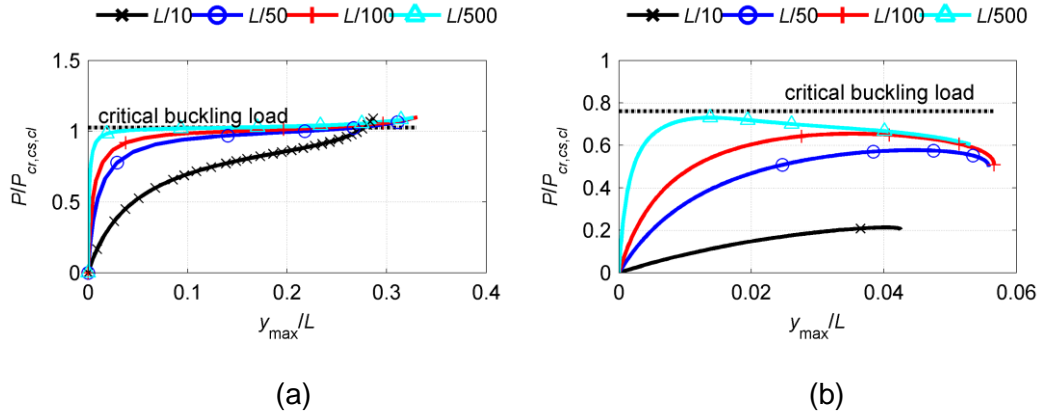 L/10 L/50 L/100 L/500
1.5
critical buckling load
1
0.5
0
0 0.1 0.2 0.3 0.4
P/Pcr,cs,cl
ymax/L
(a)
L/10 L/50 L/100 L/500
1
critical buckling load
0.8
0.6
0.4
0.2
0
0 0.02 0.04 0.06
P/Pcr,cs,cl
ymax/L
(b)